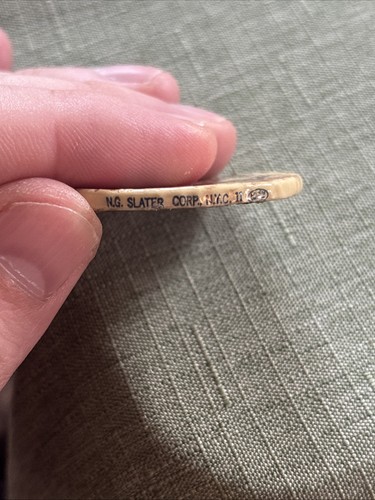 N.G. SLATER CORP., N.Y.C. 11